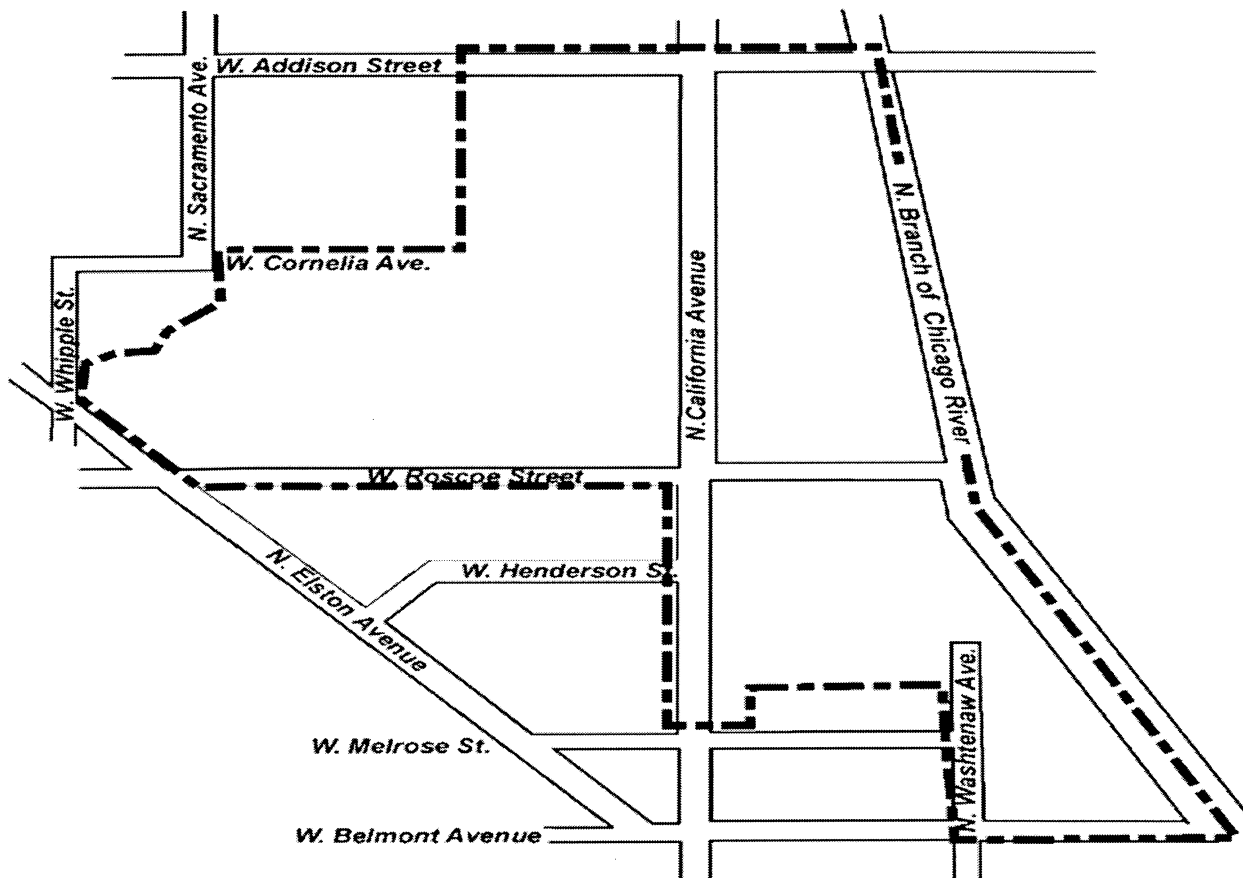 W. Addison Street
N. Sacramento Ave.
W. Cornelia Ave.
W. Whipple St.
N.California Avenue
N. Branch of Chicago River
W. Roscoe Street
W. Henderson St.
N. Elston Avenue
W. Melrose St.
N. Washtenaw Ave.
W. Belmont Avenue